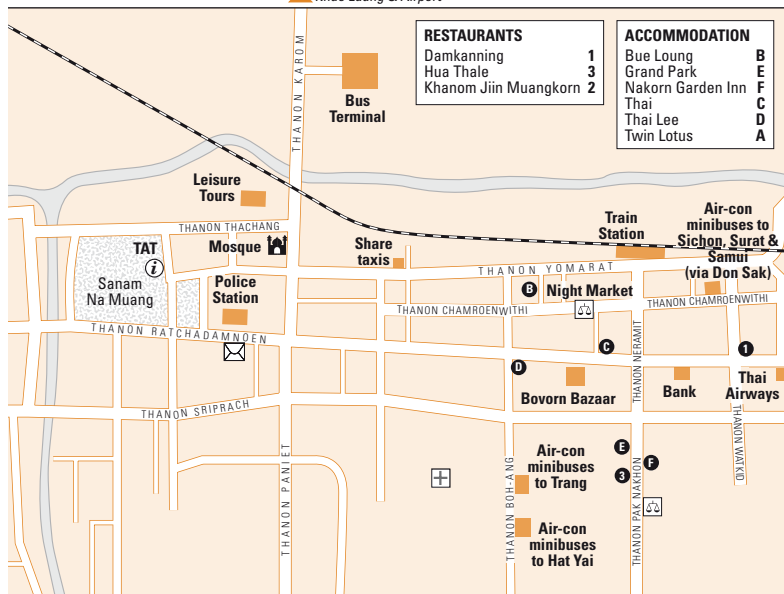 Khao Luang & Airport
RESTAURANTS
Damkanning 1
Hua Thale 3
Khanom Jiin Muangkorn 2
ACCOMMODATION
Bue Loung B
Grand Park E
Nakorn Garden Inn F
Thai C
Thai Lee D
Twin Lotus A
THANON KAROM
Bus
Terminal
Leisure
Tours
THANON THACHANG
TAT
i
Mosque
Sanam
Na Muang
Police
Station
Share
taxis
Train
Station
Air-con
minibuses to
Sichon, Surat &
Samui
(via Don Sak)
THANON YOMARAT
B
Night Market
THANON CHAMROENWITHI
THANON CHAMROENWITHI
THANON RATCHADAMNOEN
THANON NERAMIT
C
1
D
Bovorn Bazaar
Bank
Thai
Airways
THANON SRIPRACH
THANON WATKID
THANON PANIET
THANON BOH-ANG
Air-con
minibuses
to Trang
E
F
3
THANON PAK NAKHON
Air-con
minibuses
to Hat Yai